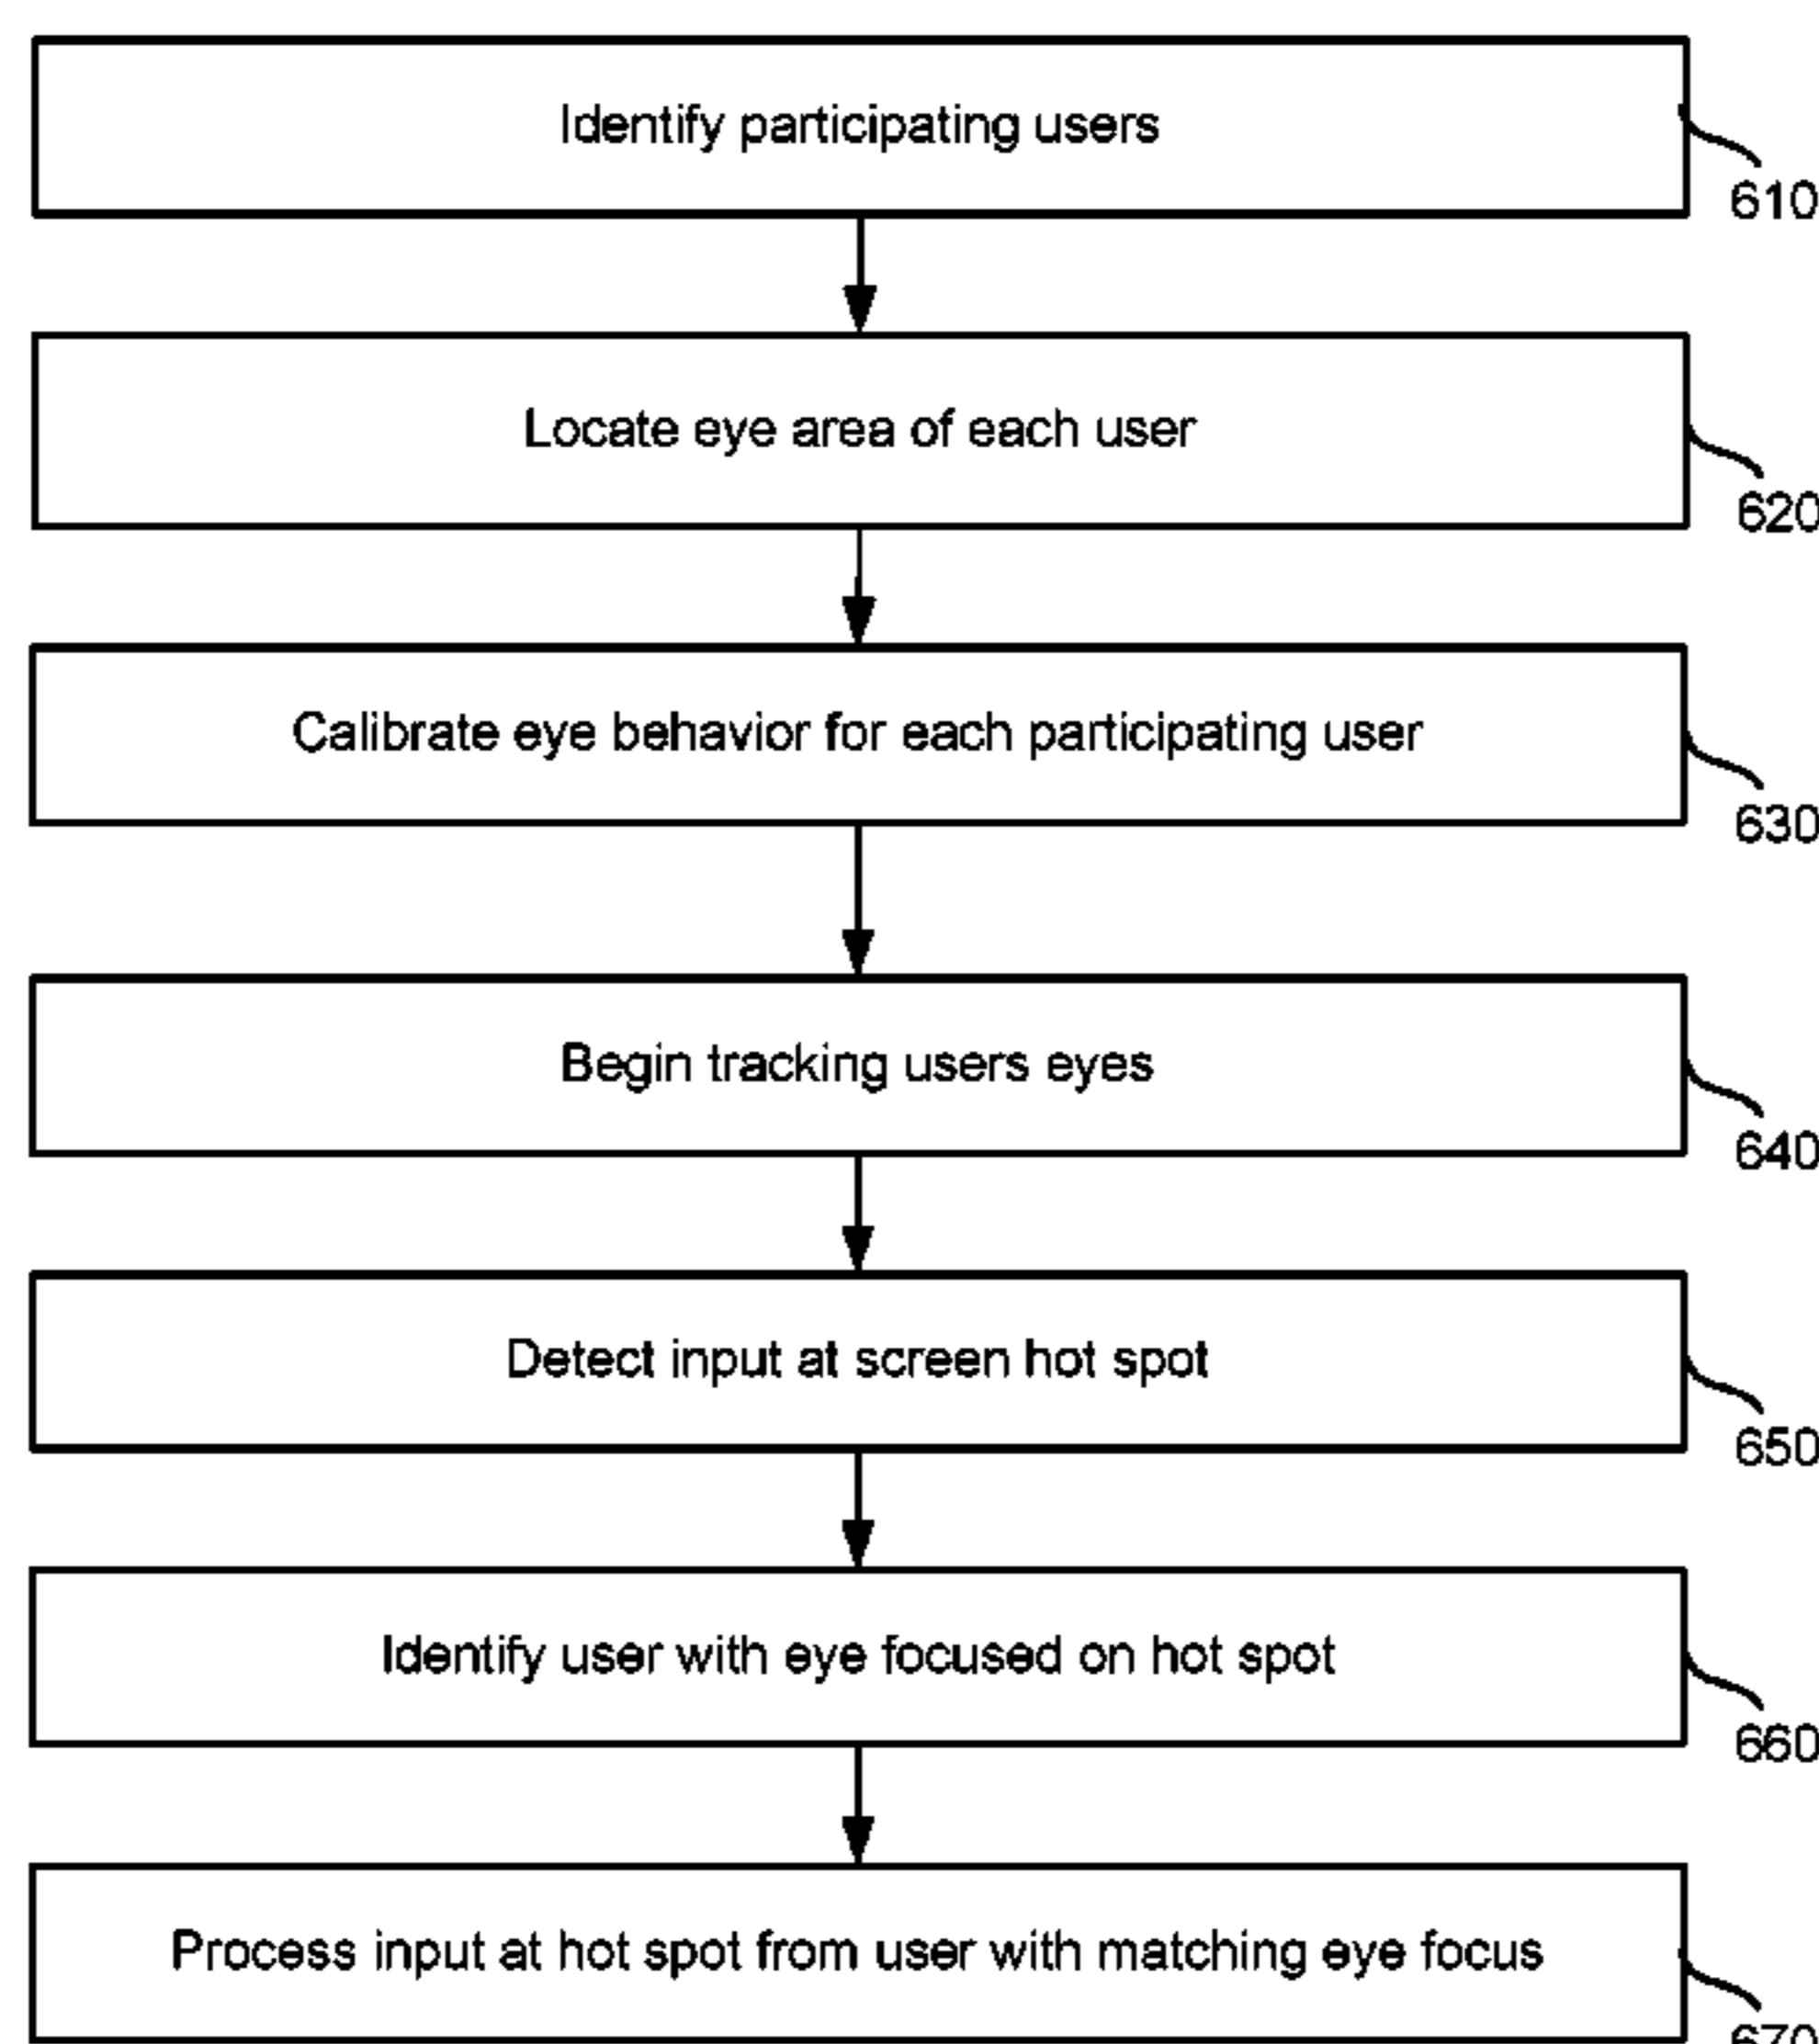 Identify participating users
610
Locate eye area of each user
620
Calibrate eye behavior for each participating user
630
Begin tracking users eyes
640
Detect input at screen hot spot
650
Identify user with eye focused on hot spot
660
Process input at hot spot from user with matching eye focus
670